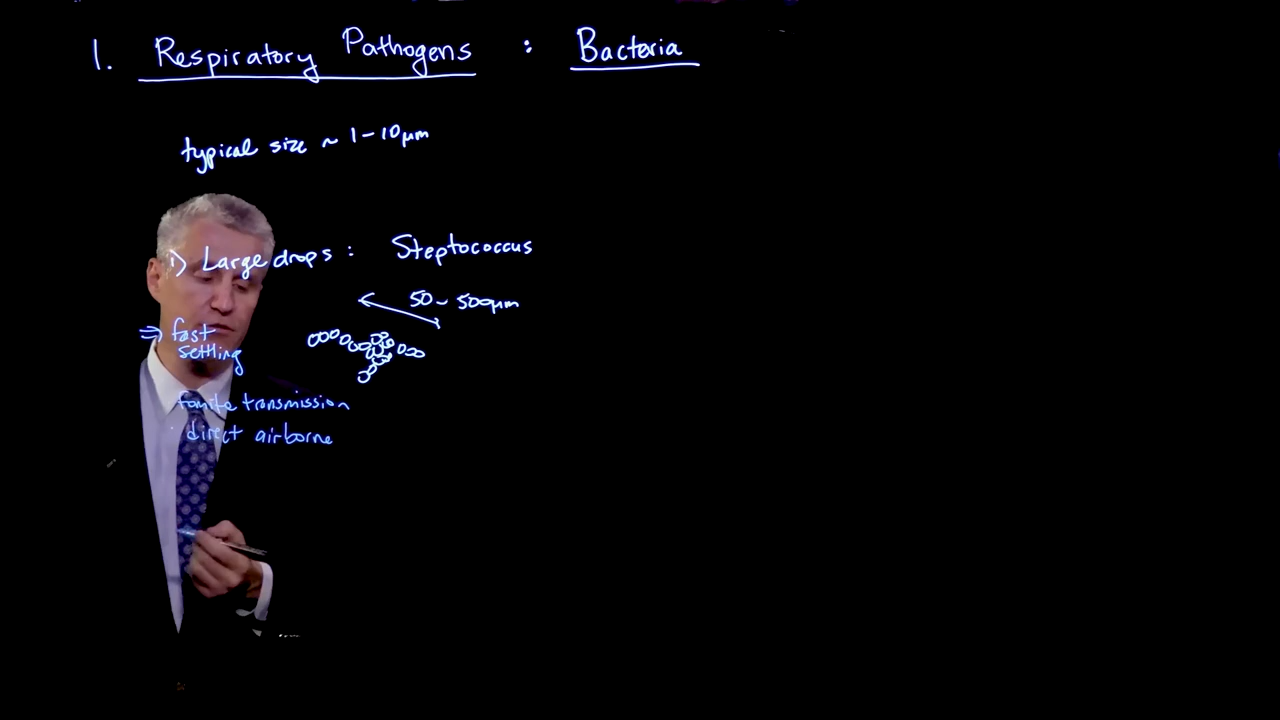 1. Respiratory Pathogens : Bacteria
typical size ~ 1-10μm
1) Large drops : Steptococcus
50 - 500μm
⇒ fast
settling
fomite transmission
direct airborne